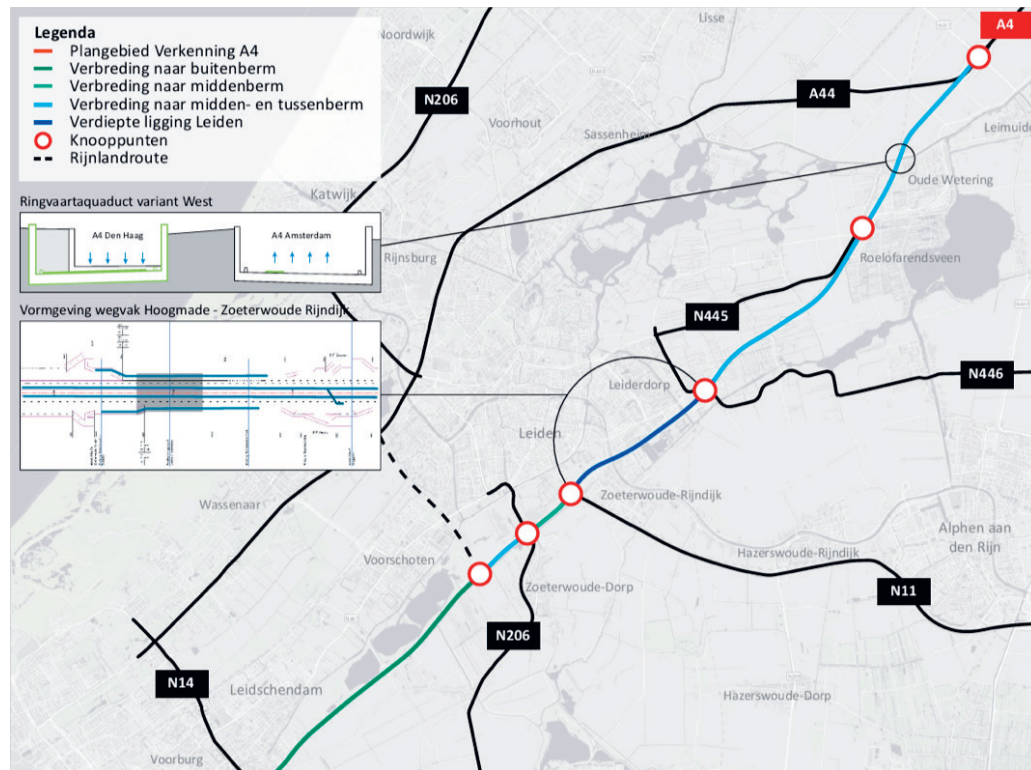 Legenda
Plangebied Verkenning A4
Verbreding naar buitenberm
Verbreding naar middenberm
Verbreding naar midden- en tussenberm
Verdiepte ligging Leiden
Knooppunten
Rijnlandroute
Ringvaartaquaduct variant West
A4 Den Haag
A4 Amsterdam
Vormgeving wegvak Hoogmade - Zoeterwoude Rijndijk
Lisse
A4
Noordwijk
N206
A44
Voorhout
Sassenheim
Leimuide
Katwijk
Oude Wetering
Rijnsburg
Roelofarendsveen
N445
Leiderdorp
N446
Leiden
Wassenaar
Zoeterwoude-Rijndijk
Alphen aan
den Rijn
Voorschoten
Hazerswoude-Rijndijk
Zoeterwoude-Dorp
N11
N206
N14
Leidschendam
Hazerswoude-Dorp
Voorburg